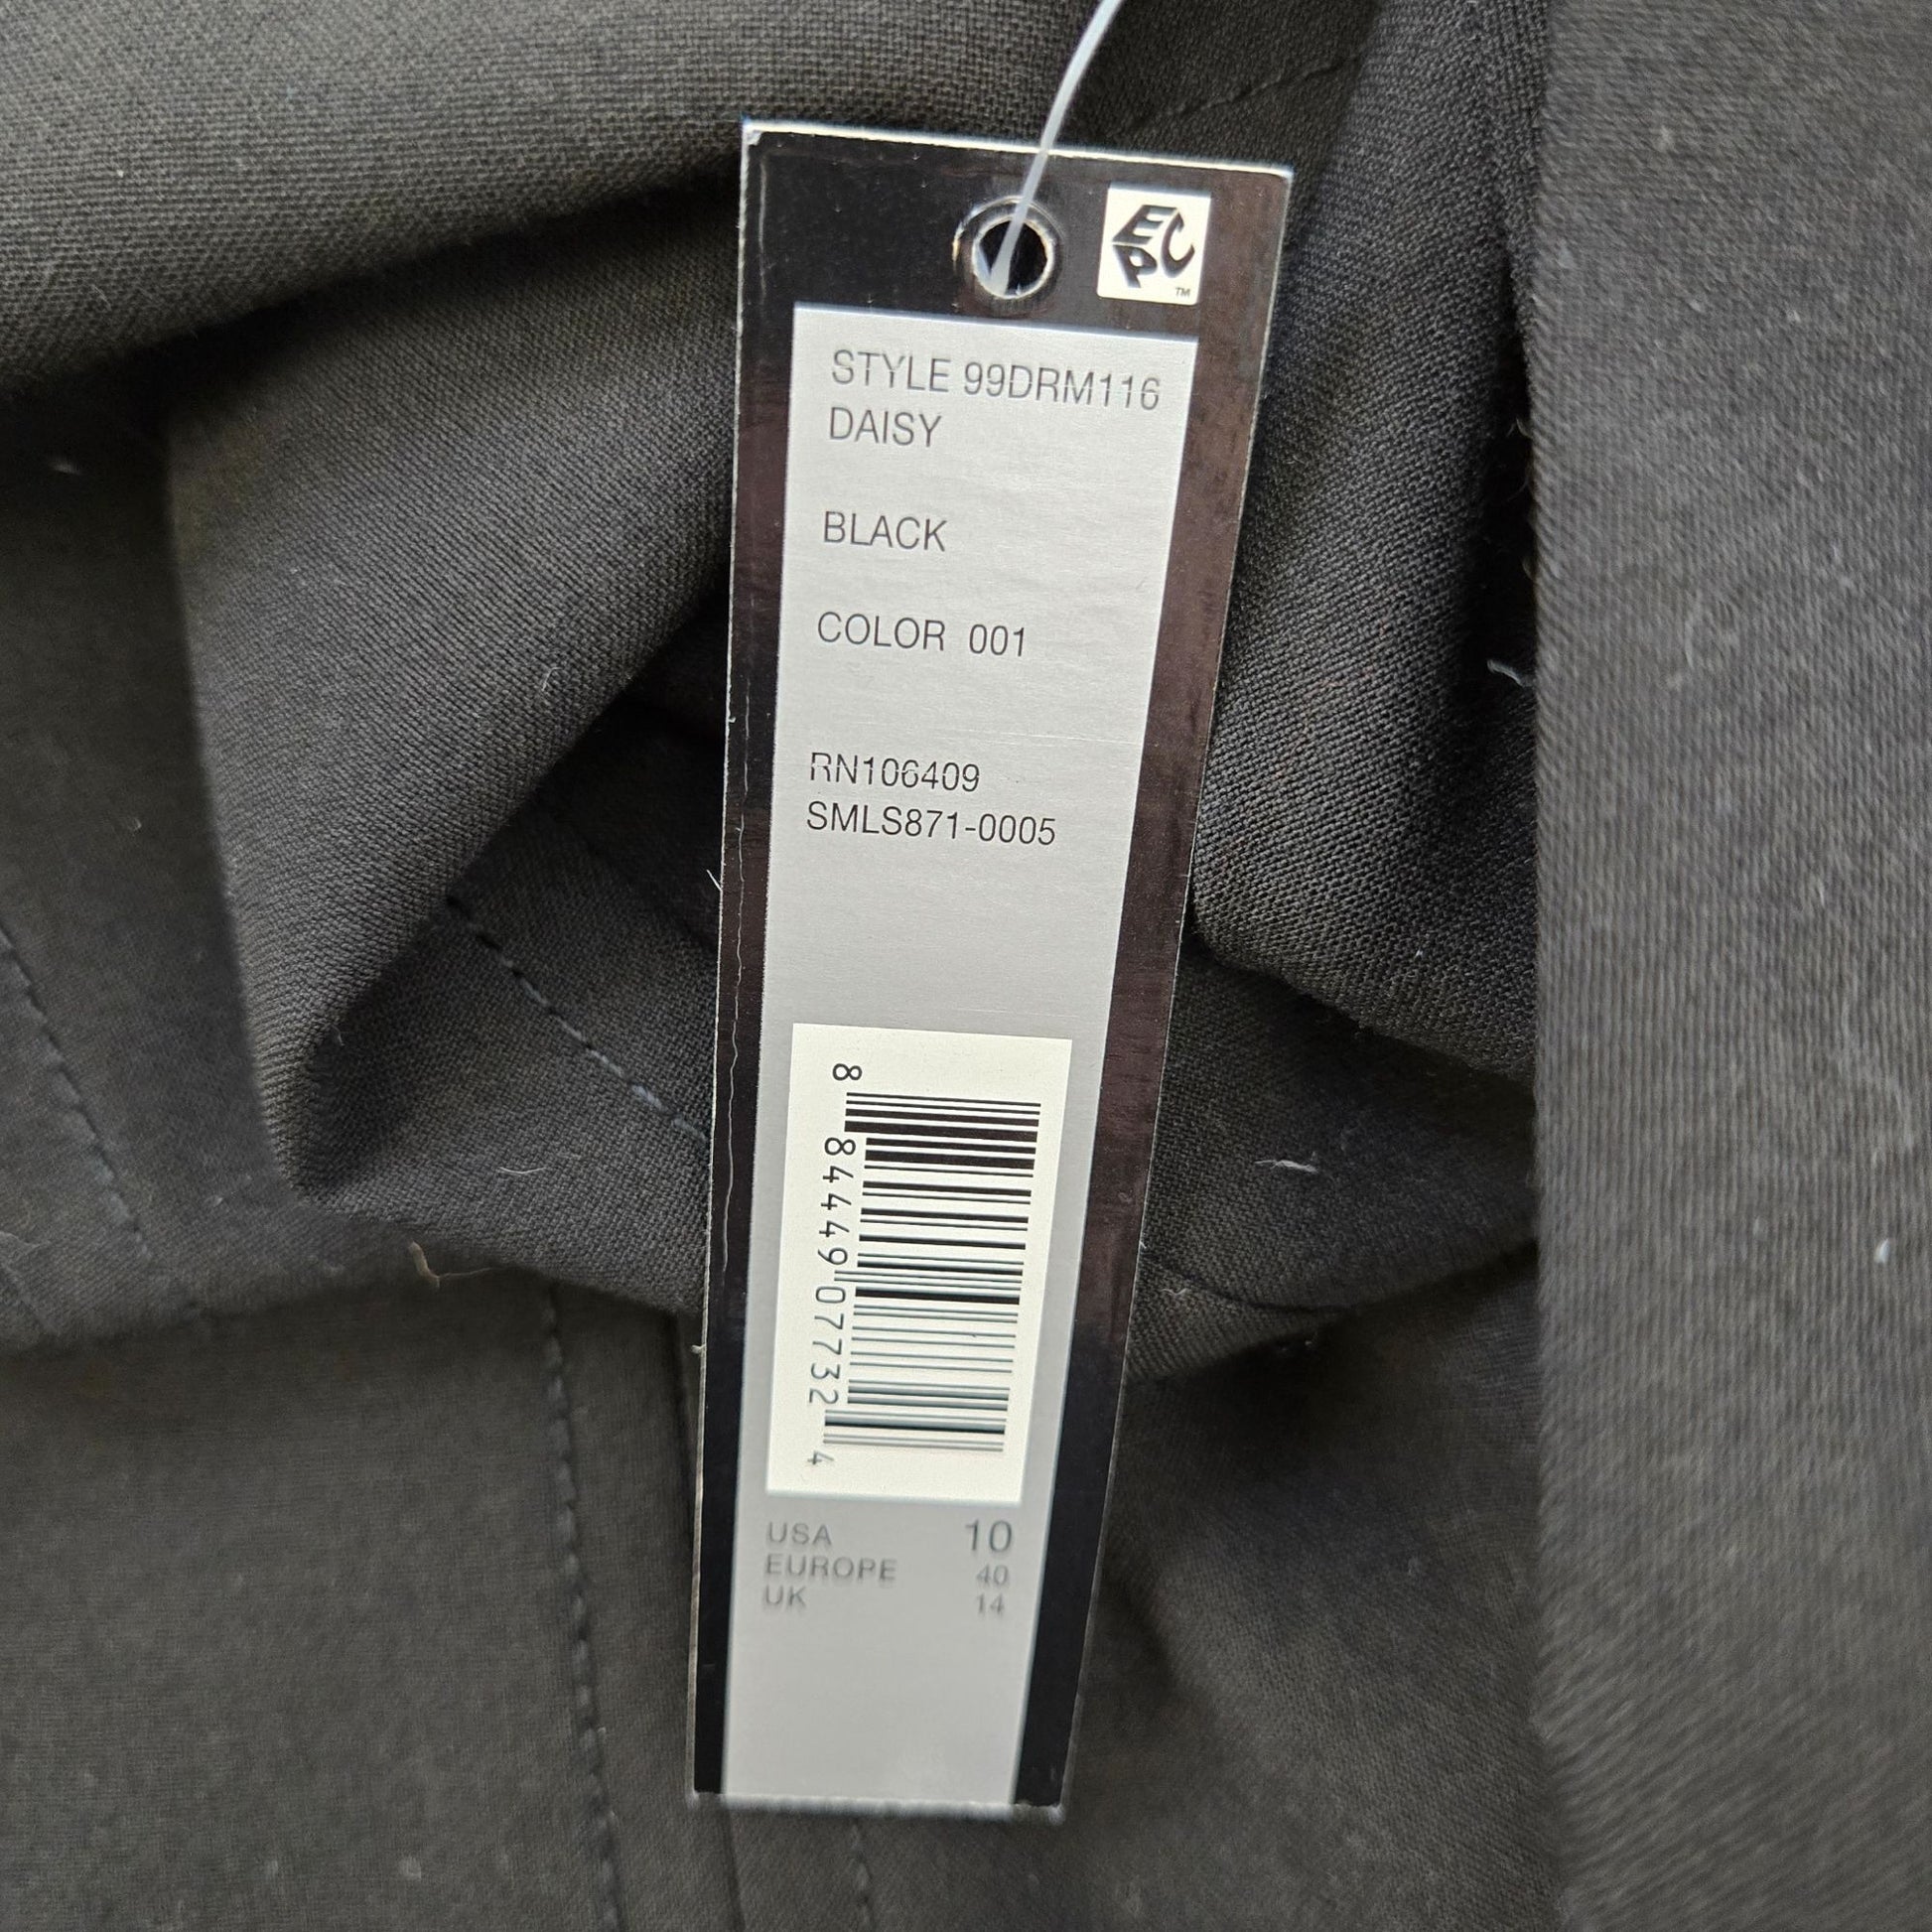 EPC™
STYLE 99DRM116
DAISY
BLACK
COLOR 001
RN106409
SMLS871-0005
8 84449 07732 4
USA 10
EUROPE 40
UK 14